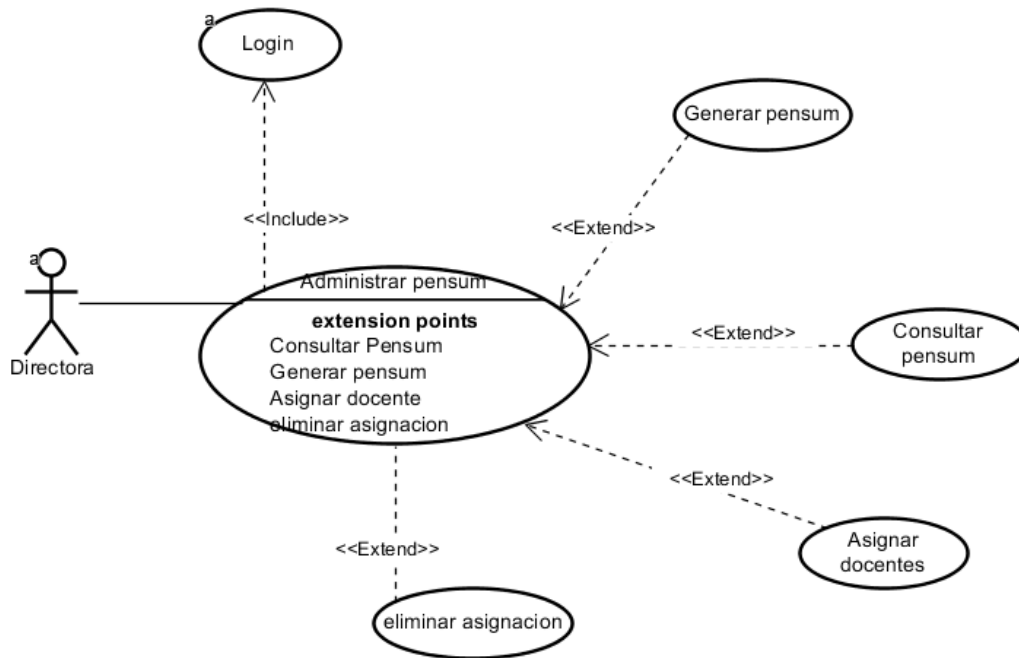 a
Login
Generar pensum
<<Include>>
<<Extend>>
a
Directora
Administrar pensum
extension points
Consultar Pensum
Generar pensum
Asignar docente
eliminar asignacion
<<Extend>>
Consultar
pensum
<<Extend>>
Asignar
docentes
<<Extend>>
eliminar asignacion